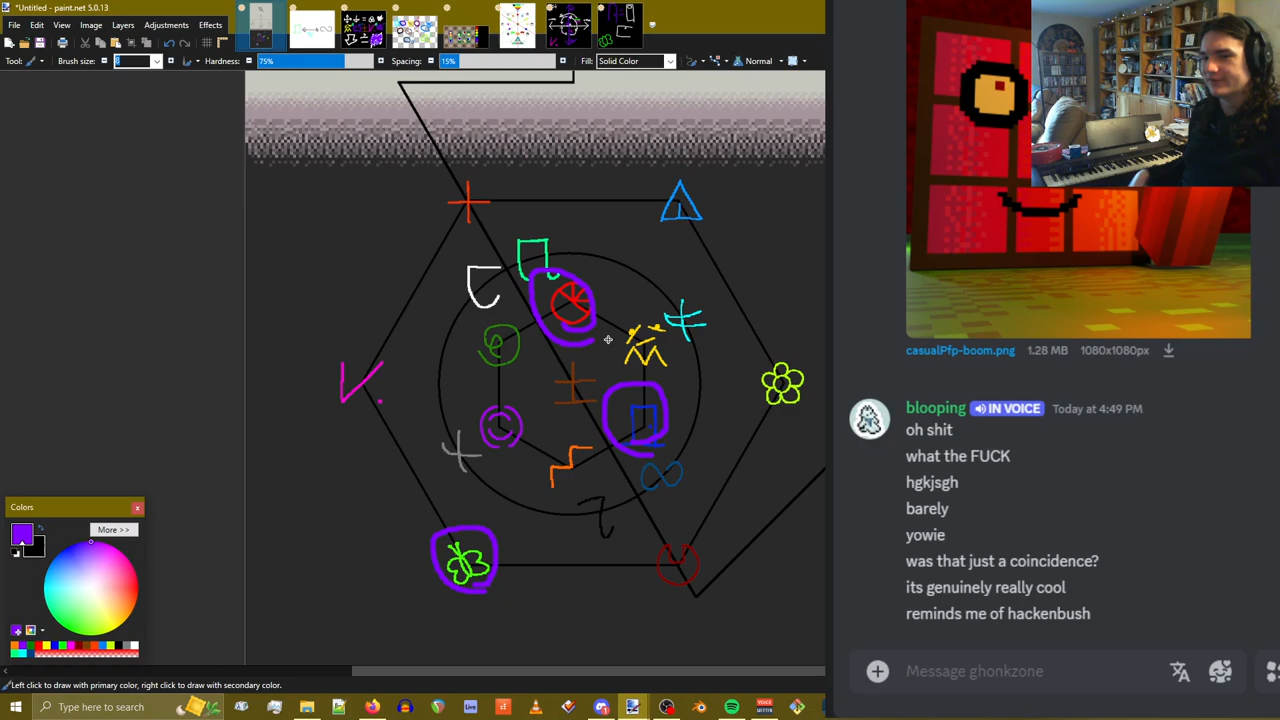 *Untitled - paint.net 5.0.13
File Edit View Image Layers Adjustments Effects
Tool: Brush size: Hardness: 75% Spacing: 15% Fill: Solid Color Normal
Colors
More >>
Left click to draw with primary color, right click to draw with secondary color.
Type here to search
casualPfp-boom.png 1.28 MB 1080x1080px
blooping IN VOICE Today at 4:49 PM
oh shit
what the FUCK
hgkjsgh
barely
yowie
was that just a coincidence?
its genuinely really cool
reminds me of hackenbush
Message ghonkzone